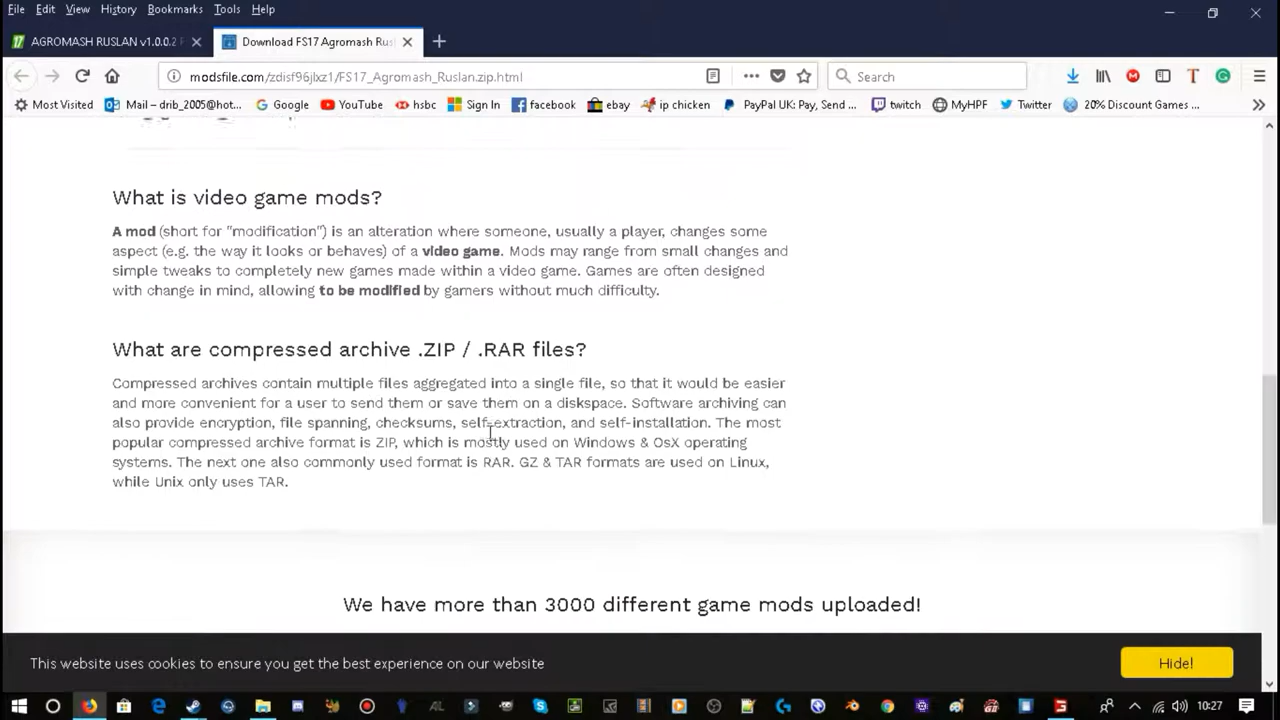 File Edit View History Bookmarks Tools Help
AGROMASH RUSLAN v1.0.0.2 Download FS17 Agromash Rus
modsfile.com/zdisf96jlxz1/FS17_Agromash_Ruslan.zip.html Search
Most Visited Mail – drib_2005@hot... Google YouTube hsbc Sign In facebook ebay ip chicken PayPal UK: Pay, Send ... twitch MyHPF Twitter 20% Discount Games ...
What is video game mods?
A mod (short for "modification") is an alteration where someone, usually a player, changes some
aspect (e.g. the way it looks or behaves) of a video game. Mods may range from small changes and
simple tweaks to completely new games made within a video game. Games are often designed
with change in mind, allowing to be modified by gamers without much difficulty.
What are compressed archive .ZIP / .RAR files?
Compressed archives contain multiple files aggregated into a single file, so that it would be easier
and more convenient for a user to send them or save them on a diskspace. Software archiving can
also provide encryption, file spanning, checksums, self-extraction, and self-installation. The most
popular compressed archive format is ZIP, which is mostly used on Windows & OsX operating
systems. The next one also commonly used format is RAR. GZ & TAR formats are used on Linux,
while Unix only uses TAR.
We have more than 3000 different game mods uploaded!
This website uses cookies to ensure you get the best experience on our website Hide!
10:27